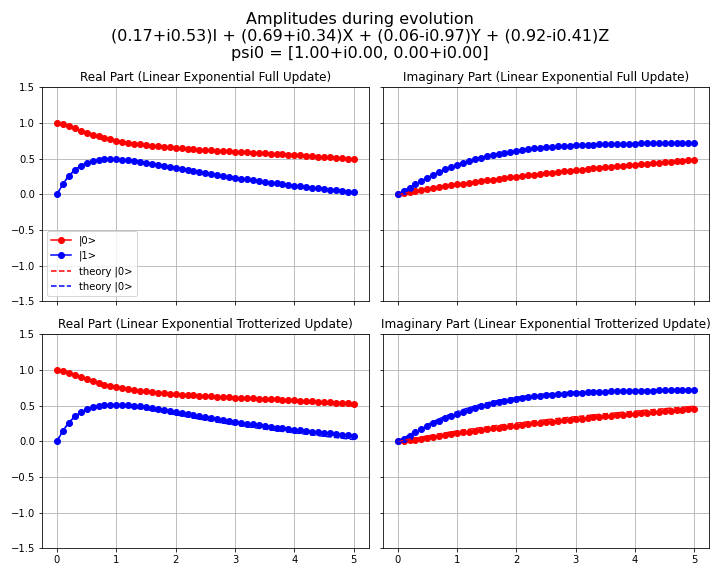 Amplitudes during evolution
(0.17+i0.53)I + (0.69+i0.34)X + (0.06-i0.97)Y + (0.92-i0.41)Z
psi0 = [1.00+i0.00, 0.00+i0.00]
Real Part (Linear Exponential Full Update)
Imaginary Part (Linear Exponential Full Update)
1.5
1.0
0.5
0.0
−0.5
−1.0
−1.5
|0>
|1>
theory |0>
theory |0>
Real Part (Linear Exponential Trotterized Update)
Imaginary Part (Linear Exponential Trotterized Update)
1.5
1.0
0.5
0.0
−0.5
−1.0
−1.5
0 1 2 3 4 5
0 1 2 3 4 5